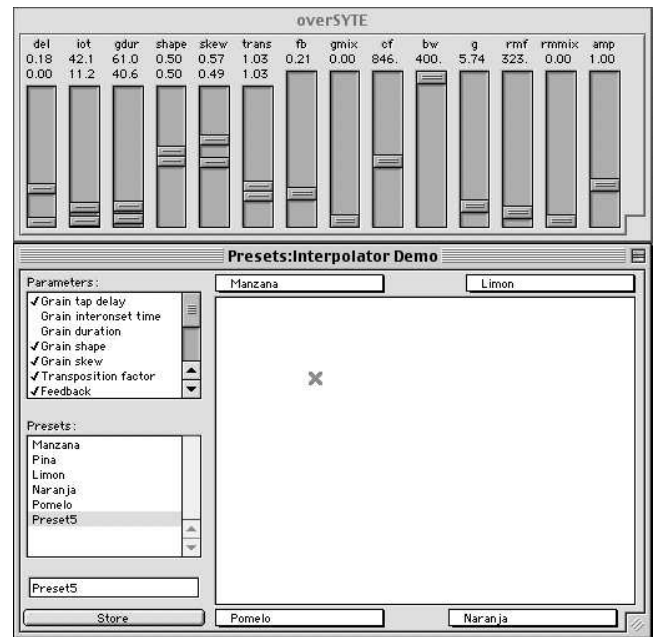 overSYTE
del iot gdur shape skew trans fb gmix cf bw g rmf rmmix amp
0.18 42.1 61.0 0.50 0.57 1.03 0.21 0.00 846. 400. 5.74 323. 0.00 1.00
0.00 11.2 40.6 0.50 0.49 1.03
Presets:Interpolator Demo
Parameters:
✓Grain tap delay
Grain interonset time
Grain duration
✓Grain shape
✓Grain skew
✓Transposition factor
✓Feedback
Presets:
Manzana
Pina
Limon
Naranja
Pomelo
Preset5
Preset5
Store
Manzana Limon
Pomelo Naranja